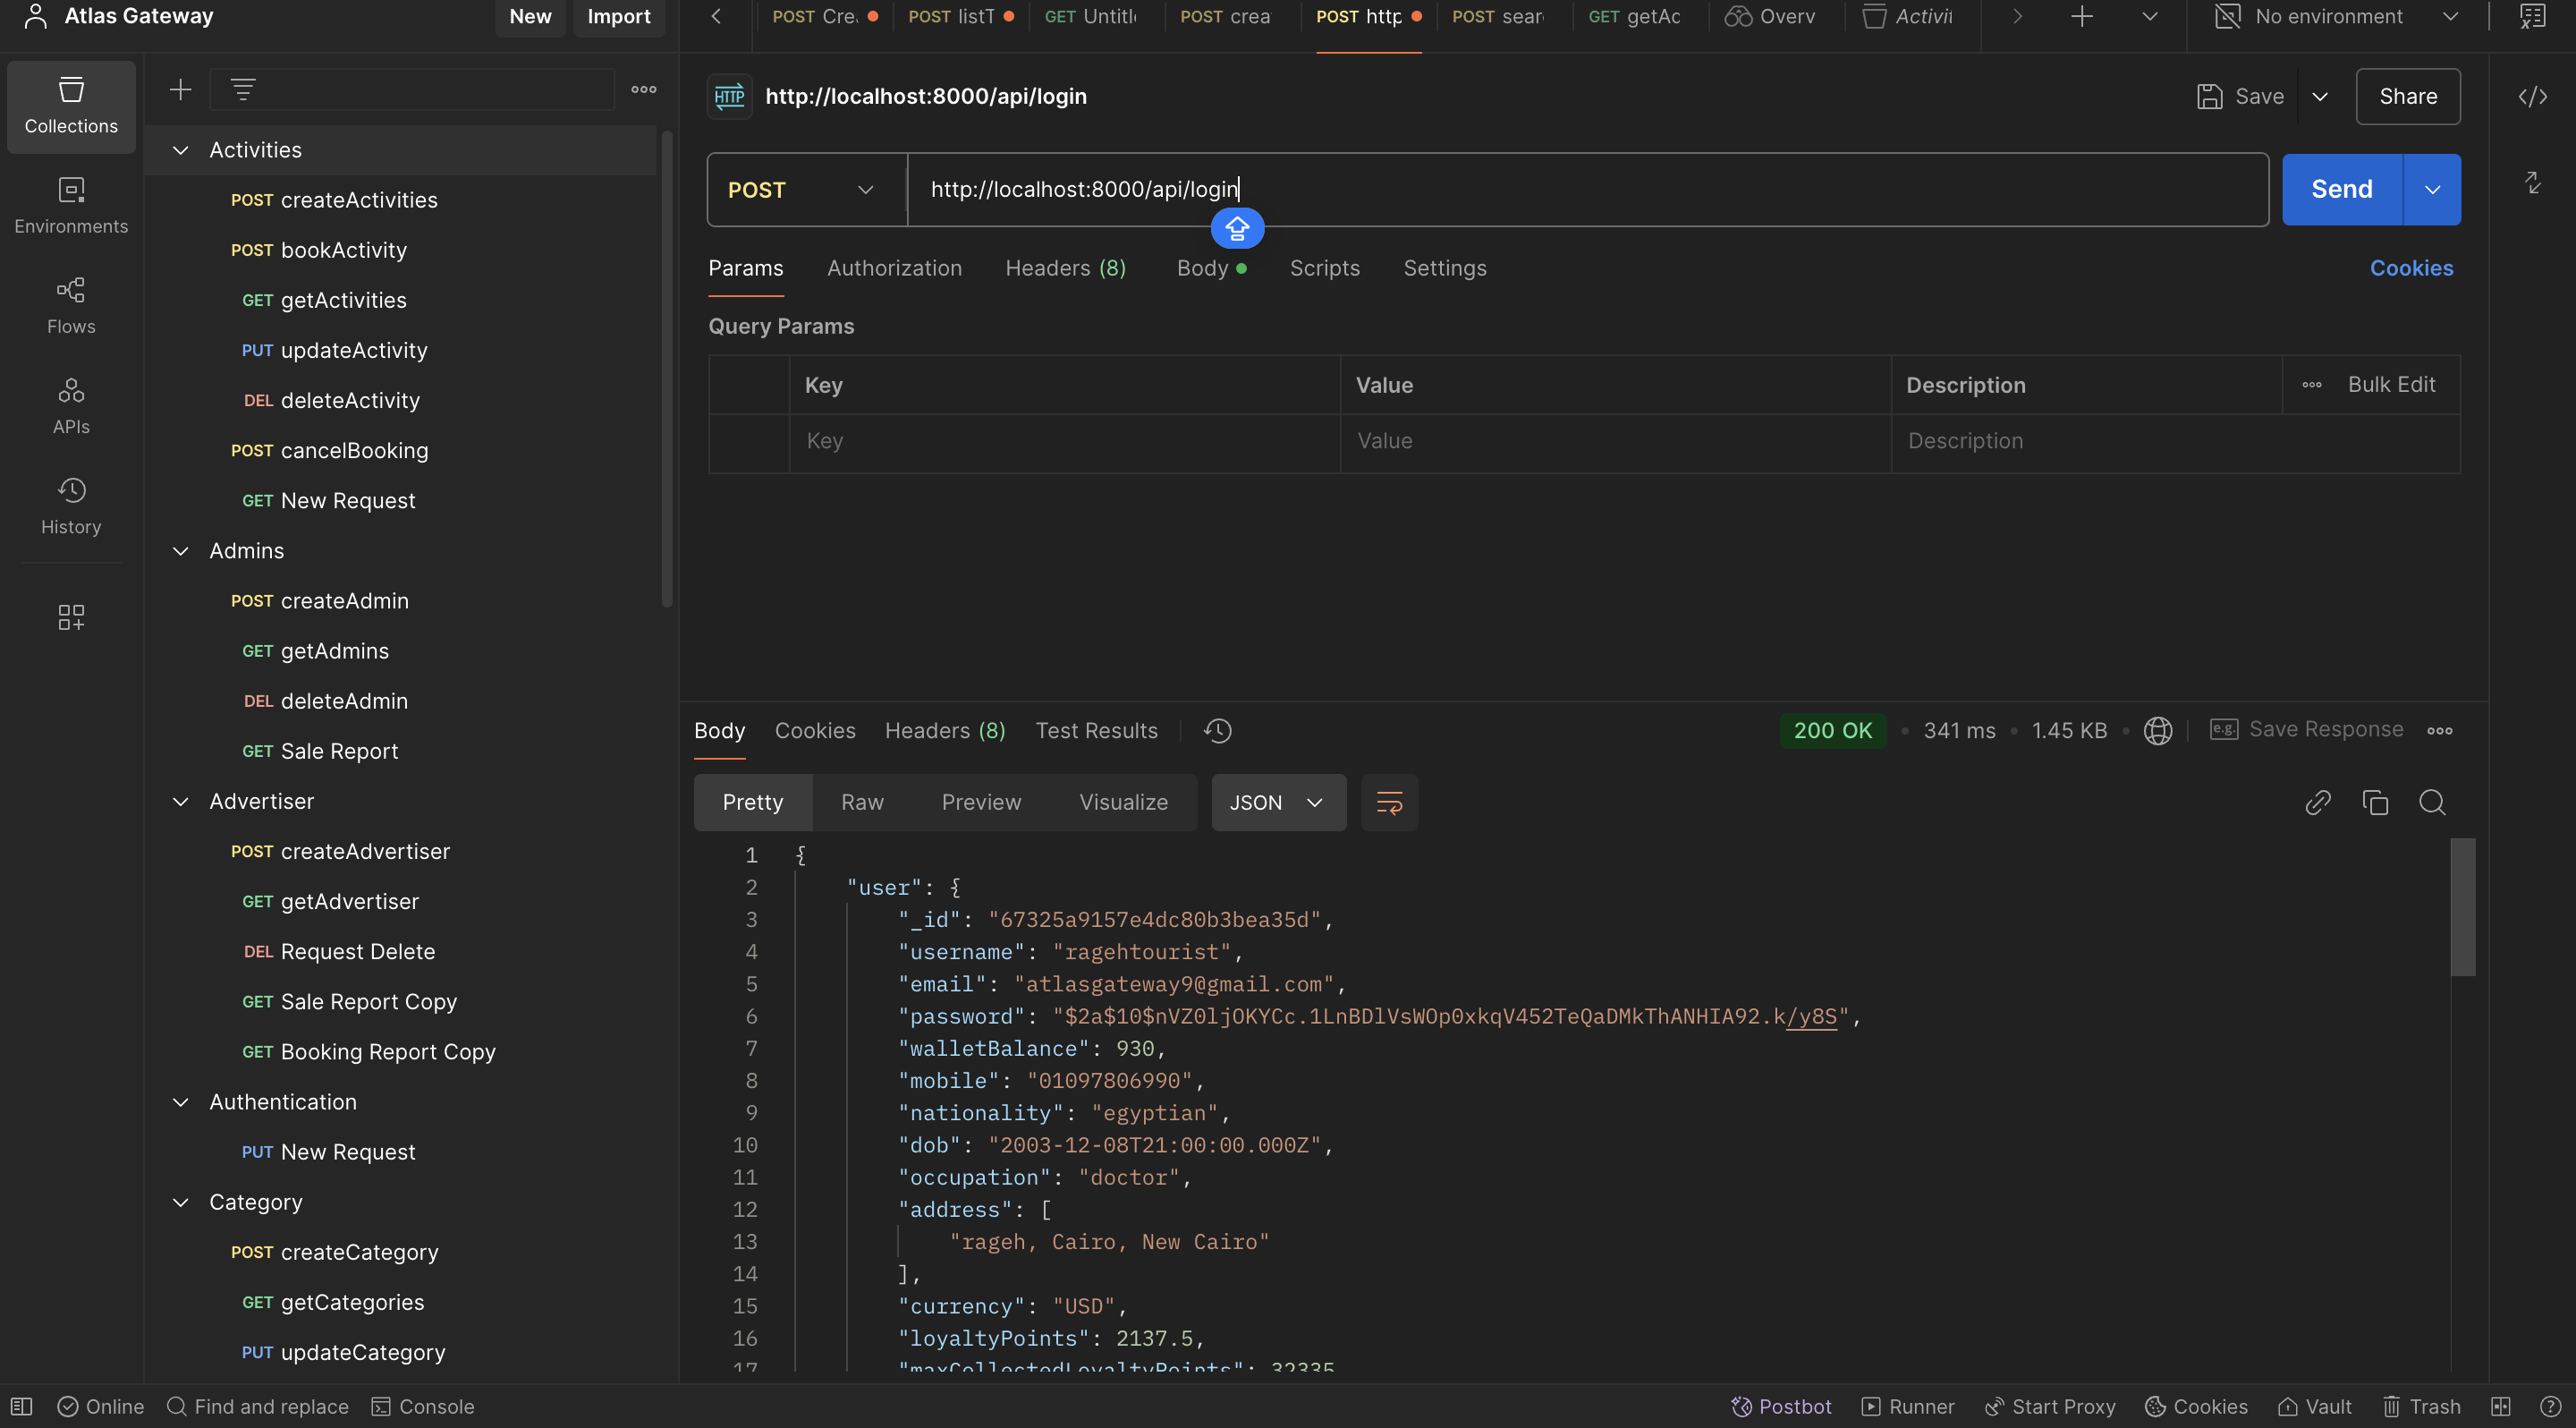 Atlas Gateway
New
Import
POST Cre
POST listT
GET Untitl
POST crea
POST http
POST sear
GET getAc
Overv
Activit
No environment
Collections
Environments
Flows
APIs
History
Activities
POST createActivities
POST bookActivity
GET getActivities
PUT updateActivity
DEL deleteActivity
POST cancelBooking
GET New Request
Admins
POST createAdmin
GET getAdmins
DEL deleteAdmin
GET Sale Report
Advertiser
POST createAdvertiser
GET getAdvertiser
DEL Request Delete
GET Sale Report Copy
GET Booking Report Copy
Authentication
PUT New Request
Category
POST createCategory
GET getCategories
PUT updateCategory
HTTP http://localhost:8000/api/login
Save
Share
POST http://localhost:8000/api/login
Send
Params Authorization Headers (8) Body Scripts Settings
Cookies
Query Params
Key Value Description Bulk Edit
Key Value Description
Body Cookies Headers (8) Test Results
200 OK 341 ms 1.45 KB
e.g. Save Response
Pretty Raw Preview Visualize JSON
1 {
2 "user": {
3 "_id": "67325a9157e4dc80b3bea35d",
4 "username": "ragehtourist",
5 "email": "atlasgateway9@gmail.com",
6 "password": "$2a$10$nVZ0ljOKYCc.1LnBDlVsWOp0xkqV452TeQaDMkThANHIA92.k/y8S",
7 "walletBalance": 930,
8 "mobile": "01097806990",
9 "nationality": "egyptian",
10 "dob": "2003-12-08T21:00:00.000Z",
11 "occupation": "doctor",
12 "address": [
13 "rageh, Cairo, New Cairo"
14 ],
15 "currency": "USD",
16 "loyaltyPoints": 2137.5,
17 "maxCollectedLoyaltyPoints": 32335
Online
Find and replace
Console
Postbot
Runner
Start Proxy
Cookies
Vault
Trash